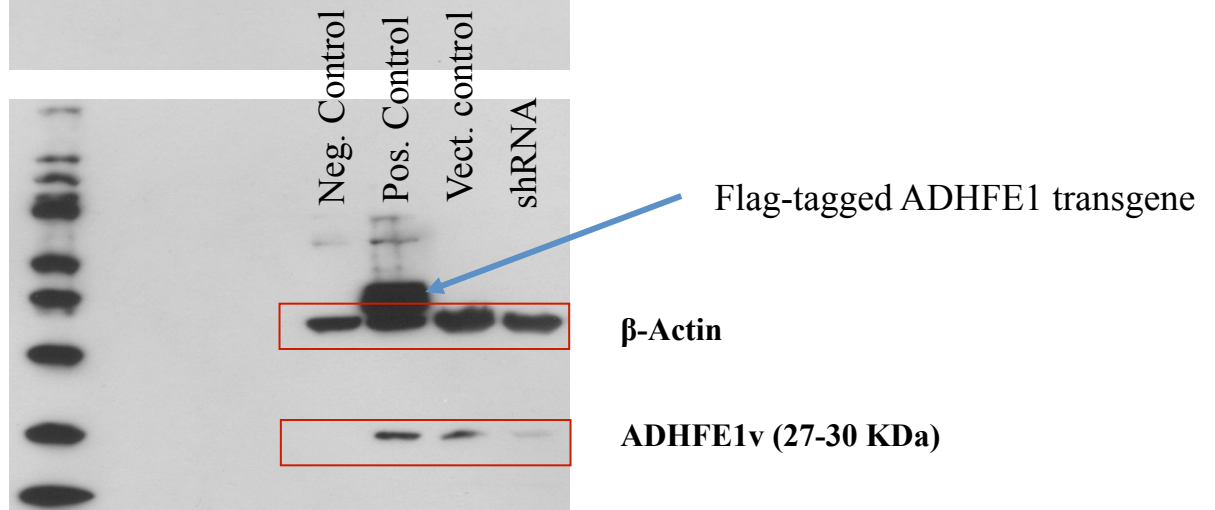 Neg. Control
Pos. Control
Vect. control
shRNA
Flag-tagged ADHFE1 transgene
β-Actin
ADHFE1v (27-30 KDa)